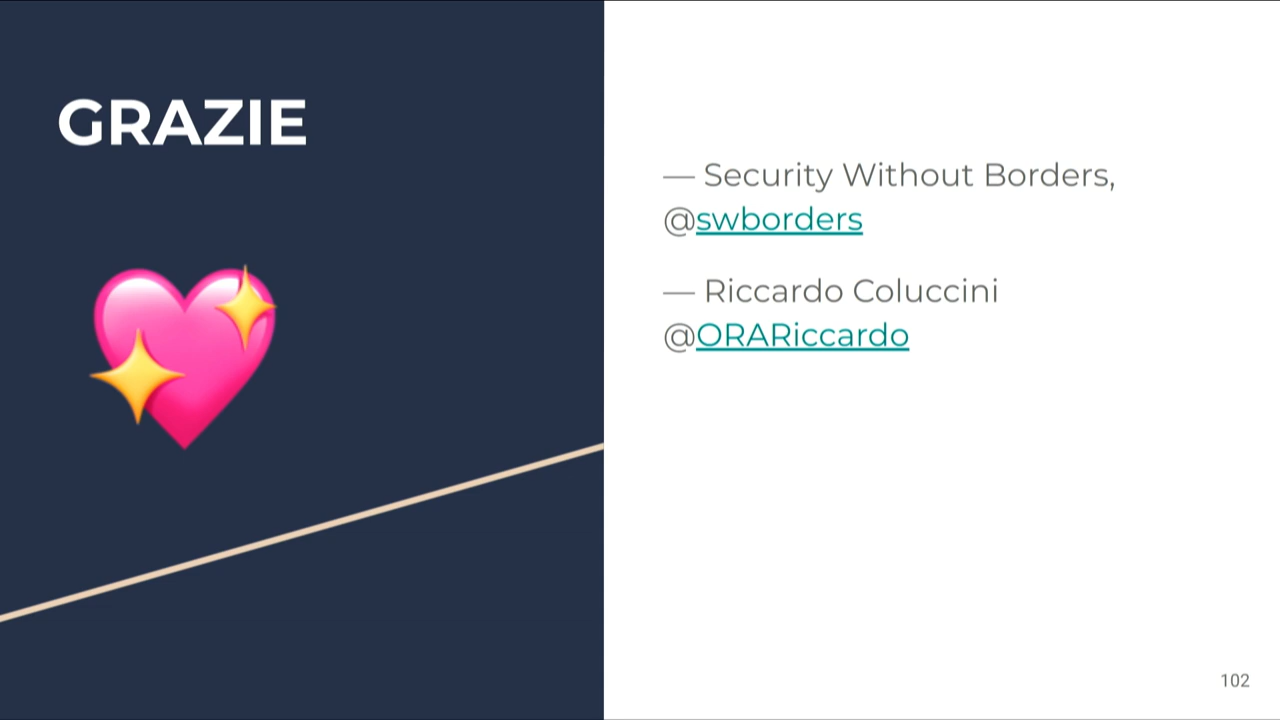 GRAZIE
— Security Without Borders,
@swborders
— Riccardo Coluccini
@ORARiccardo
102